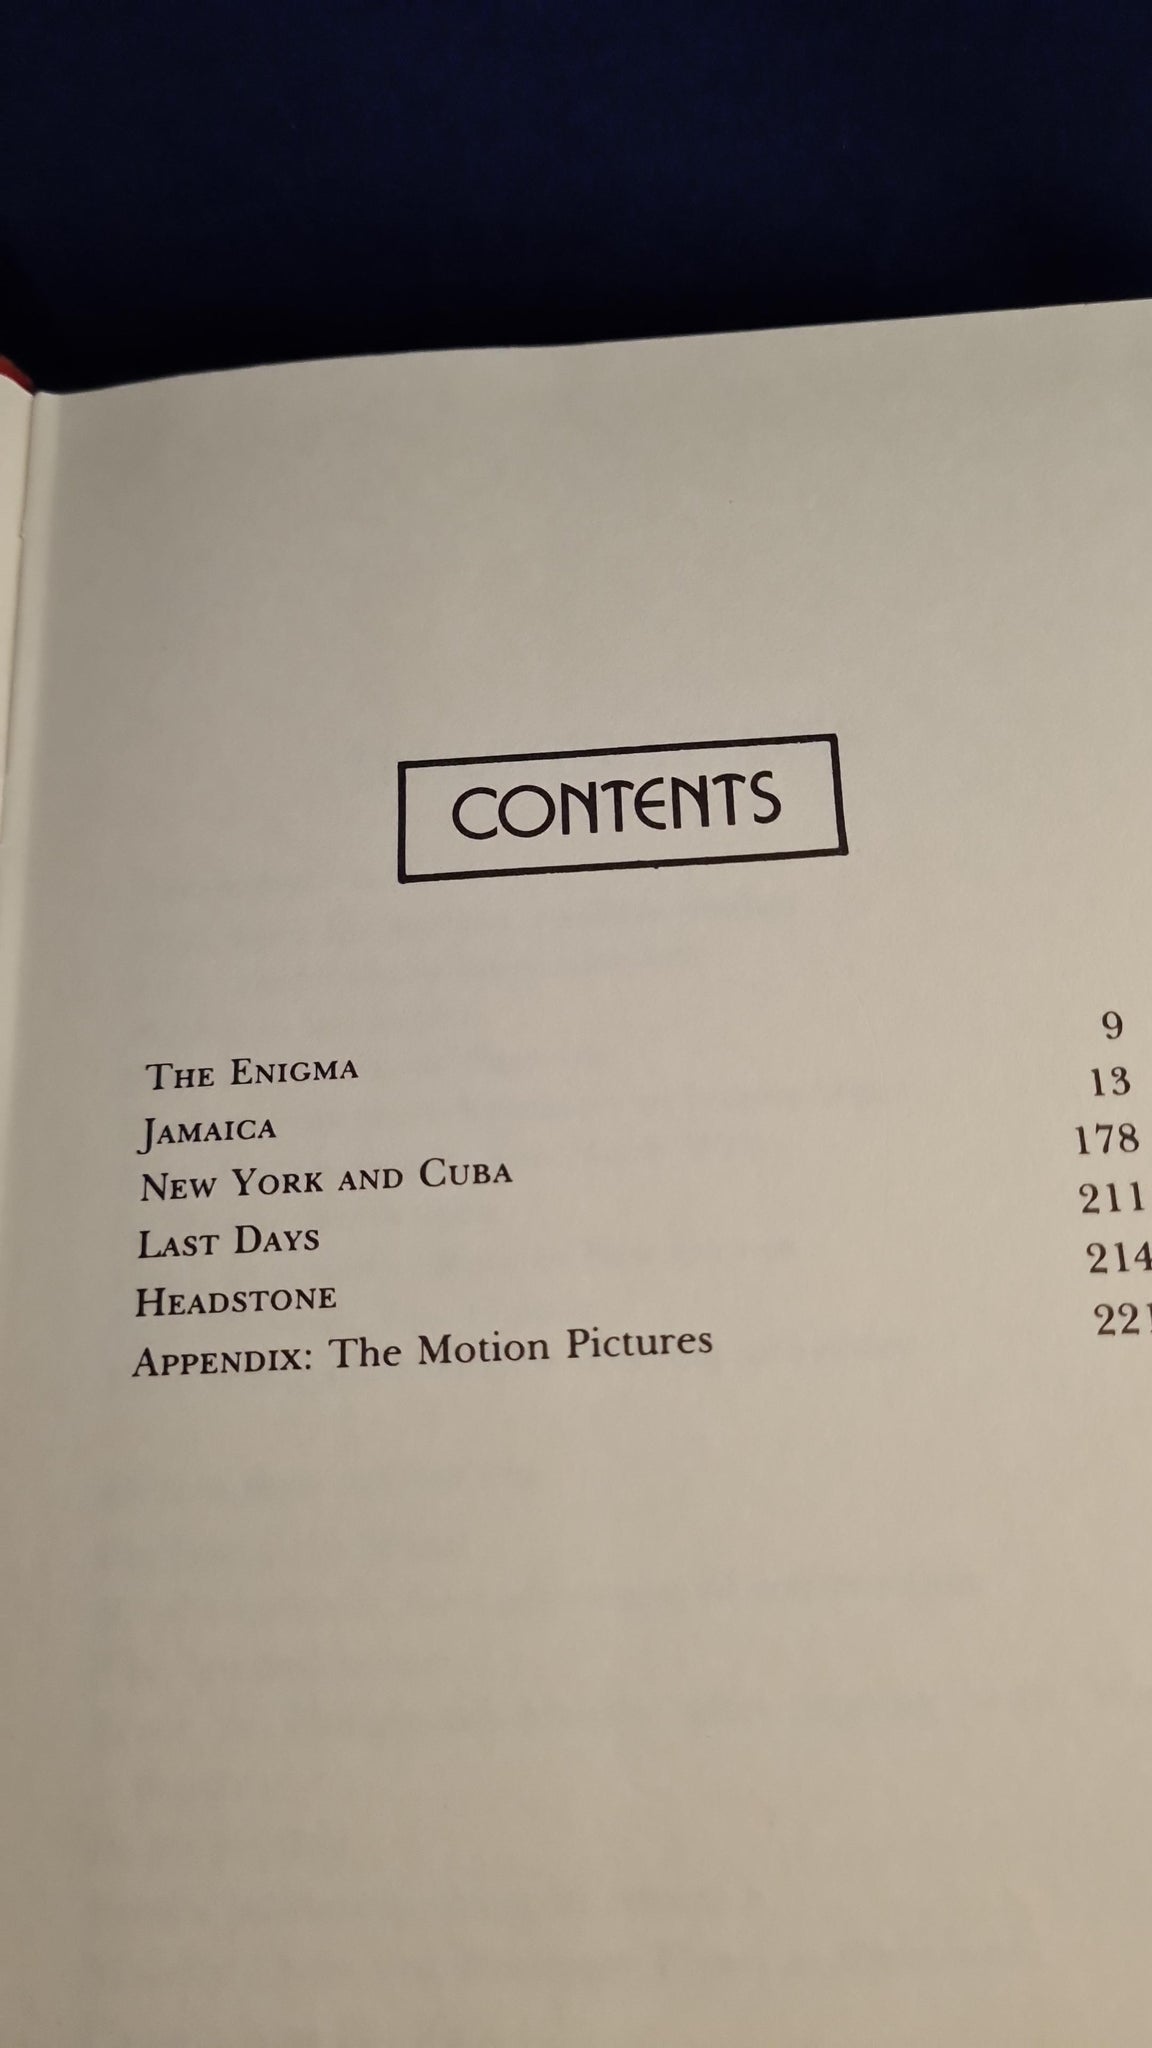 CONTENTS
THE ENIGMA 9
JAMAICA 13
NEW YORK AND CUBA 178
LAST DAYS 211
HEADSTONE 214
APPENDIX: The Motion Pictures 221